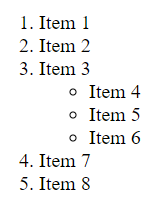 1. Item 1
2. Item 2
3. Item 3
○ Item 4
○ Item 5
○ Item 6
4. Item 7
5. Item 8